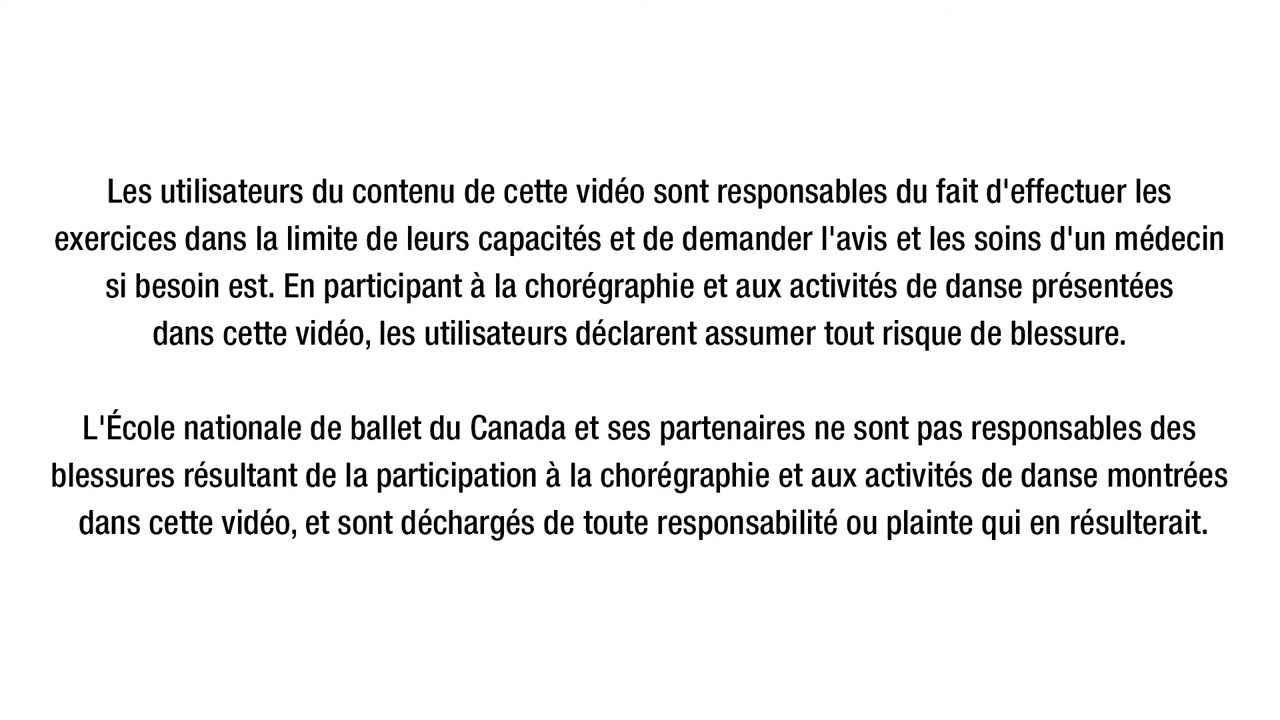 Les utilisateurs du contenu de cette vidéo sont responsables du fait d'effectuer les
exercices dans la limite de leurs capacités et de demander l'avis et les soins d'un médecin
si besoin est. En participant à la chorégraphie et aux activités de danse présentées
dans cette vidéo, les utilisateurs déclarent assumer tout risque de blessure.
L'École nationale de ballet du Canada et ses partenaires ne sont pas responsables des
blessures résultant de la participation à la chorégraphie et aux activités de danse montrées
dans cette vidéo, et sont déchargés de toute responsabilité ou plainte qui en résulterait.